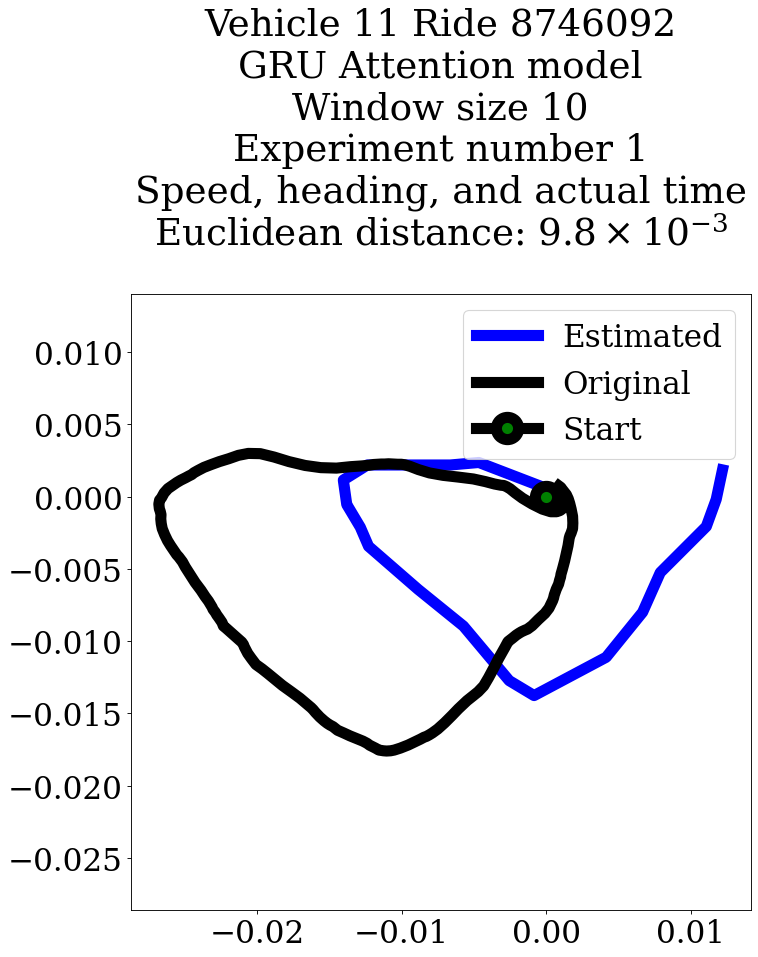 Vehicle 11 Ride 8746092
GRU Attention model
Window size 10
Experiment number 1
Speed, heading, and actual time
Euclidean distance: 9.8 × 10⁻³
Estimated
Original
Start
0.010
0.005
0.000
−0.005
−0.010
−0.015
−0.020
−0.025
−0.02 −0.01 0.00 0.01